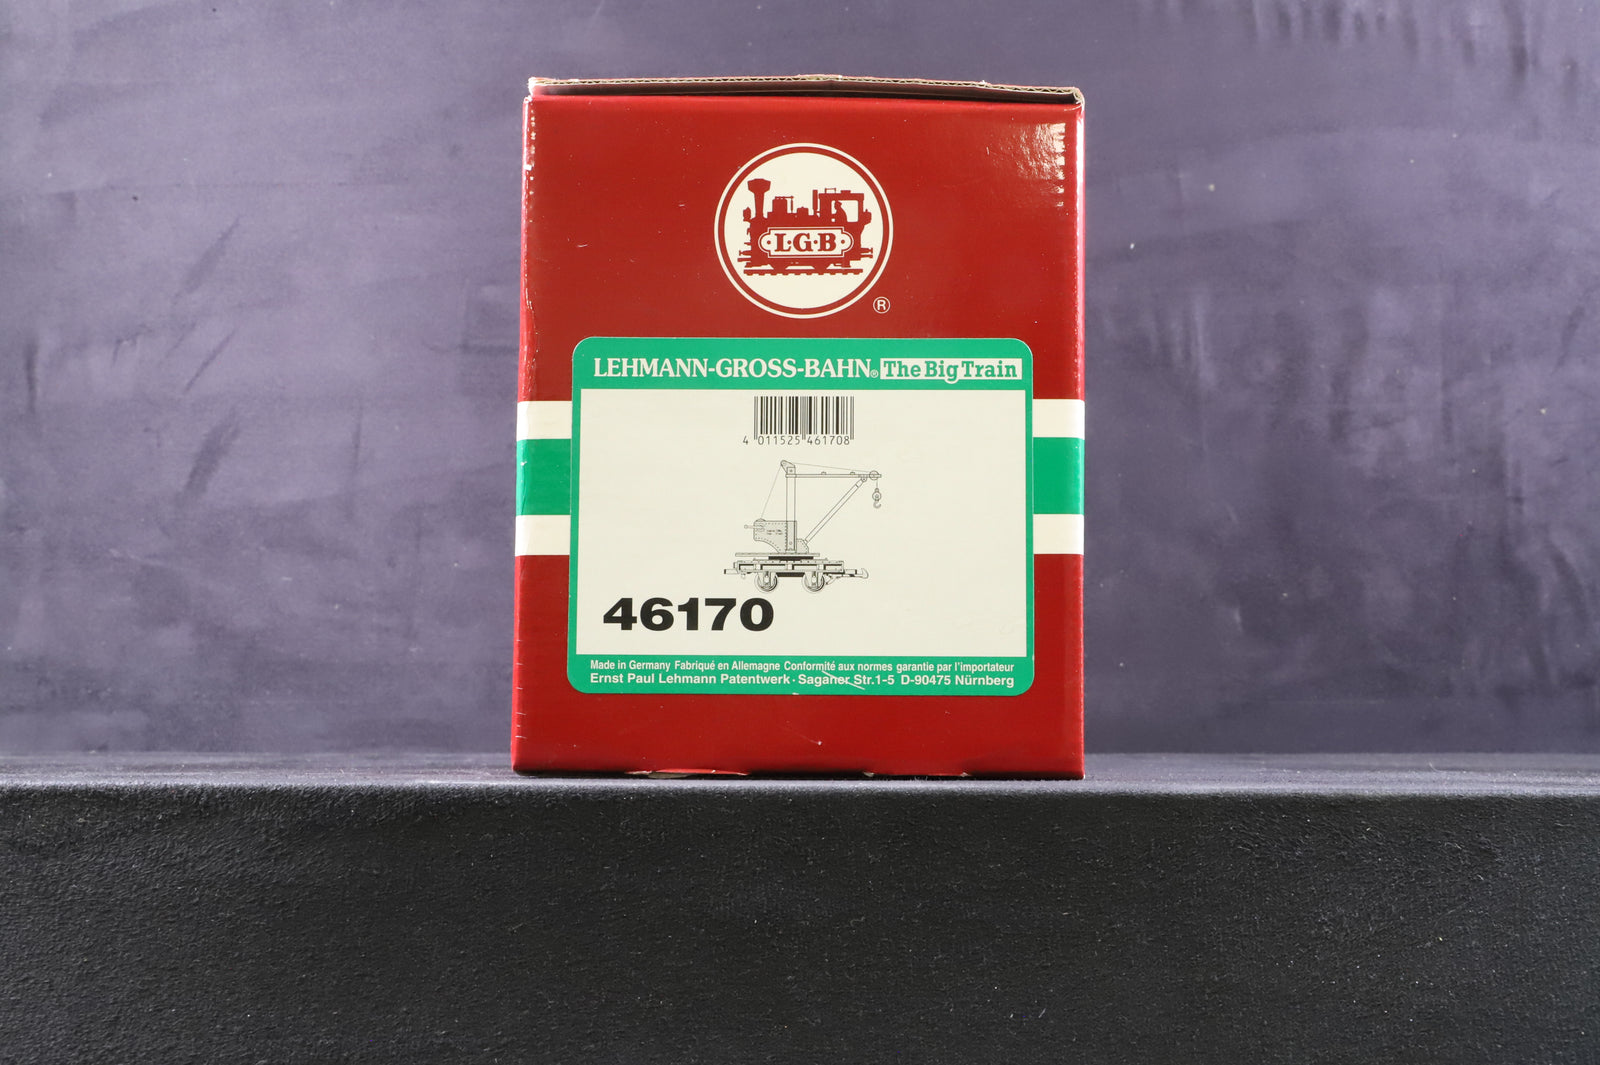 L·G·B
®
LEHMANN-GROSS-BAHN® The Big Train
4 011525 461708
46170
Made in Germany Fabriqué en Allemagne Conformité aux normes garantie par l'importateur
Ernst Paul Lehmann Patentwerk · Saganer Str.1-5 D-90475 Nürnberg